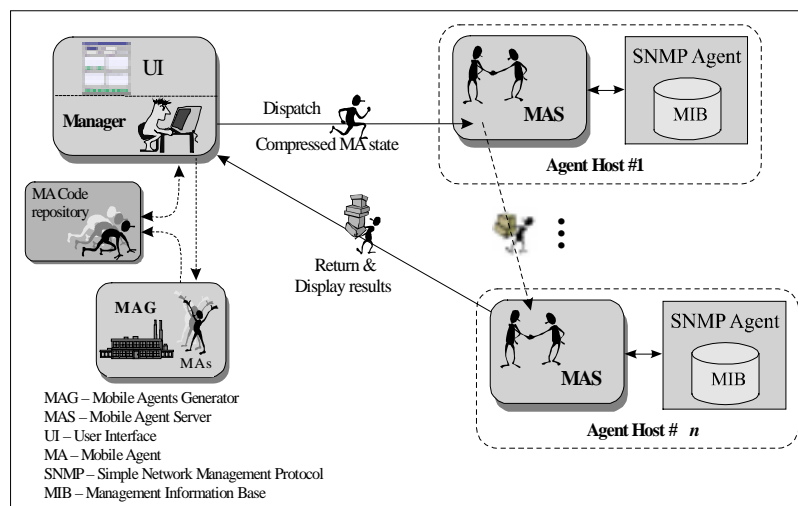 UI
Manager
Dispatch
Compressed MA state
MAS
SNMP Agent
MIB
Agent Host #1
MA Code
repository
Return &
Display results
MAG
MAs
MAS
SNMP Agent
MIB
Agent Host # n
MAG – Mobile Agents Generator
MAS – Mobile Agent Server
UI – User Interface
MA – Mobile Agent
SNMP – Simple Network Management Protocol
MIB – Management Information Base